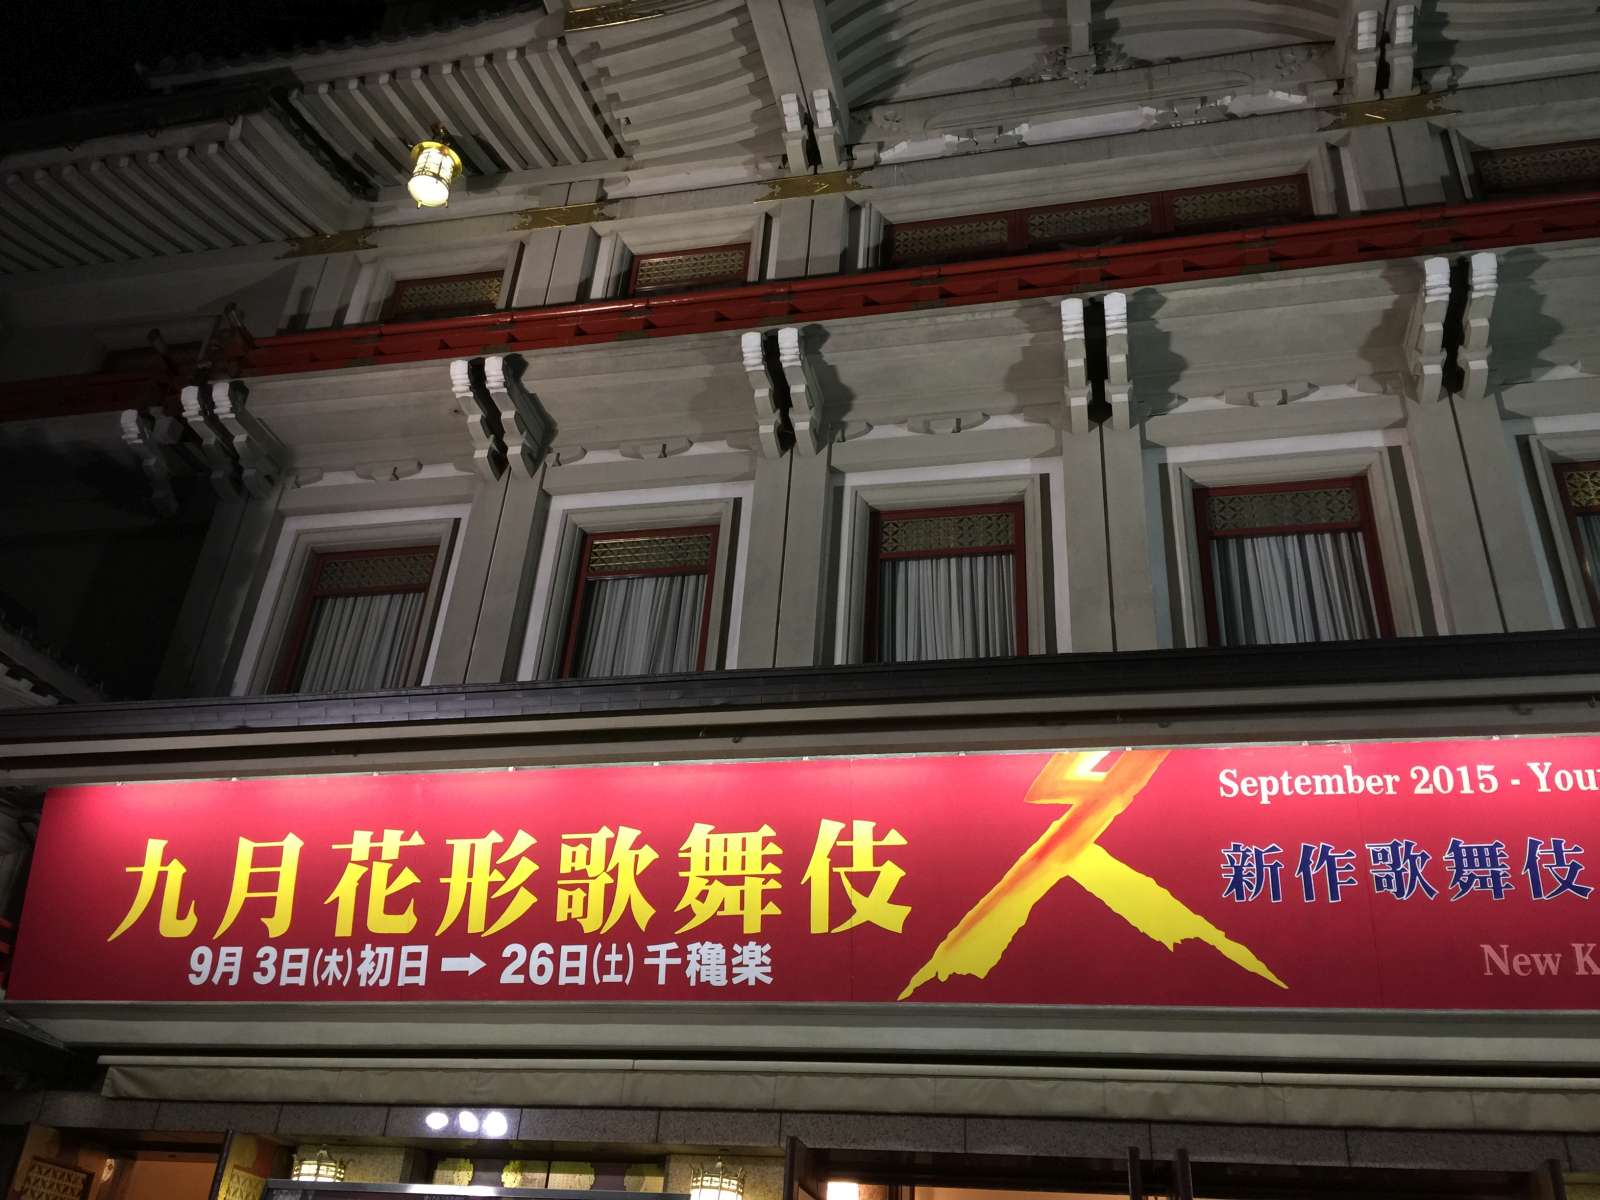 九月花形歌舞伎
9月3日(木)初日➡26日(土)千穐楽
September 2015 -
新作歌舞伎
New